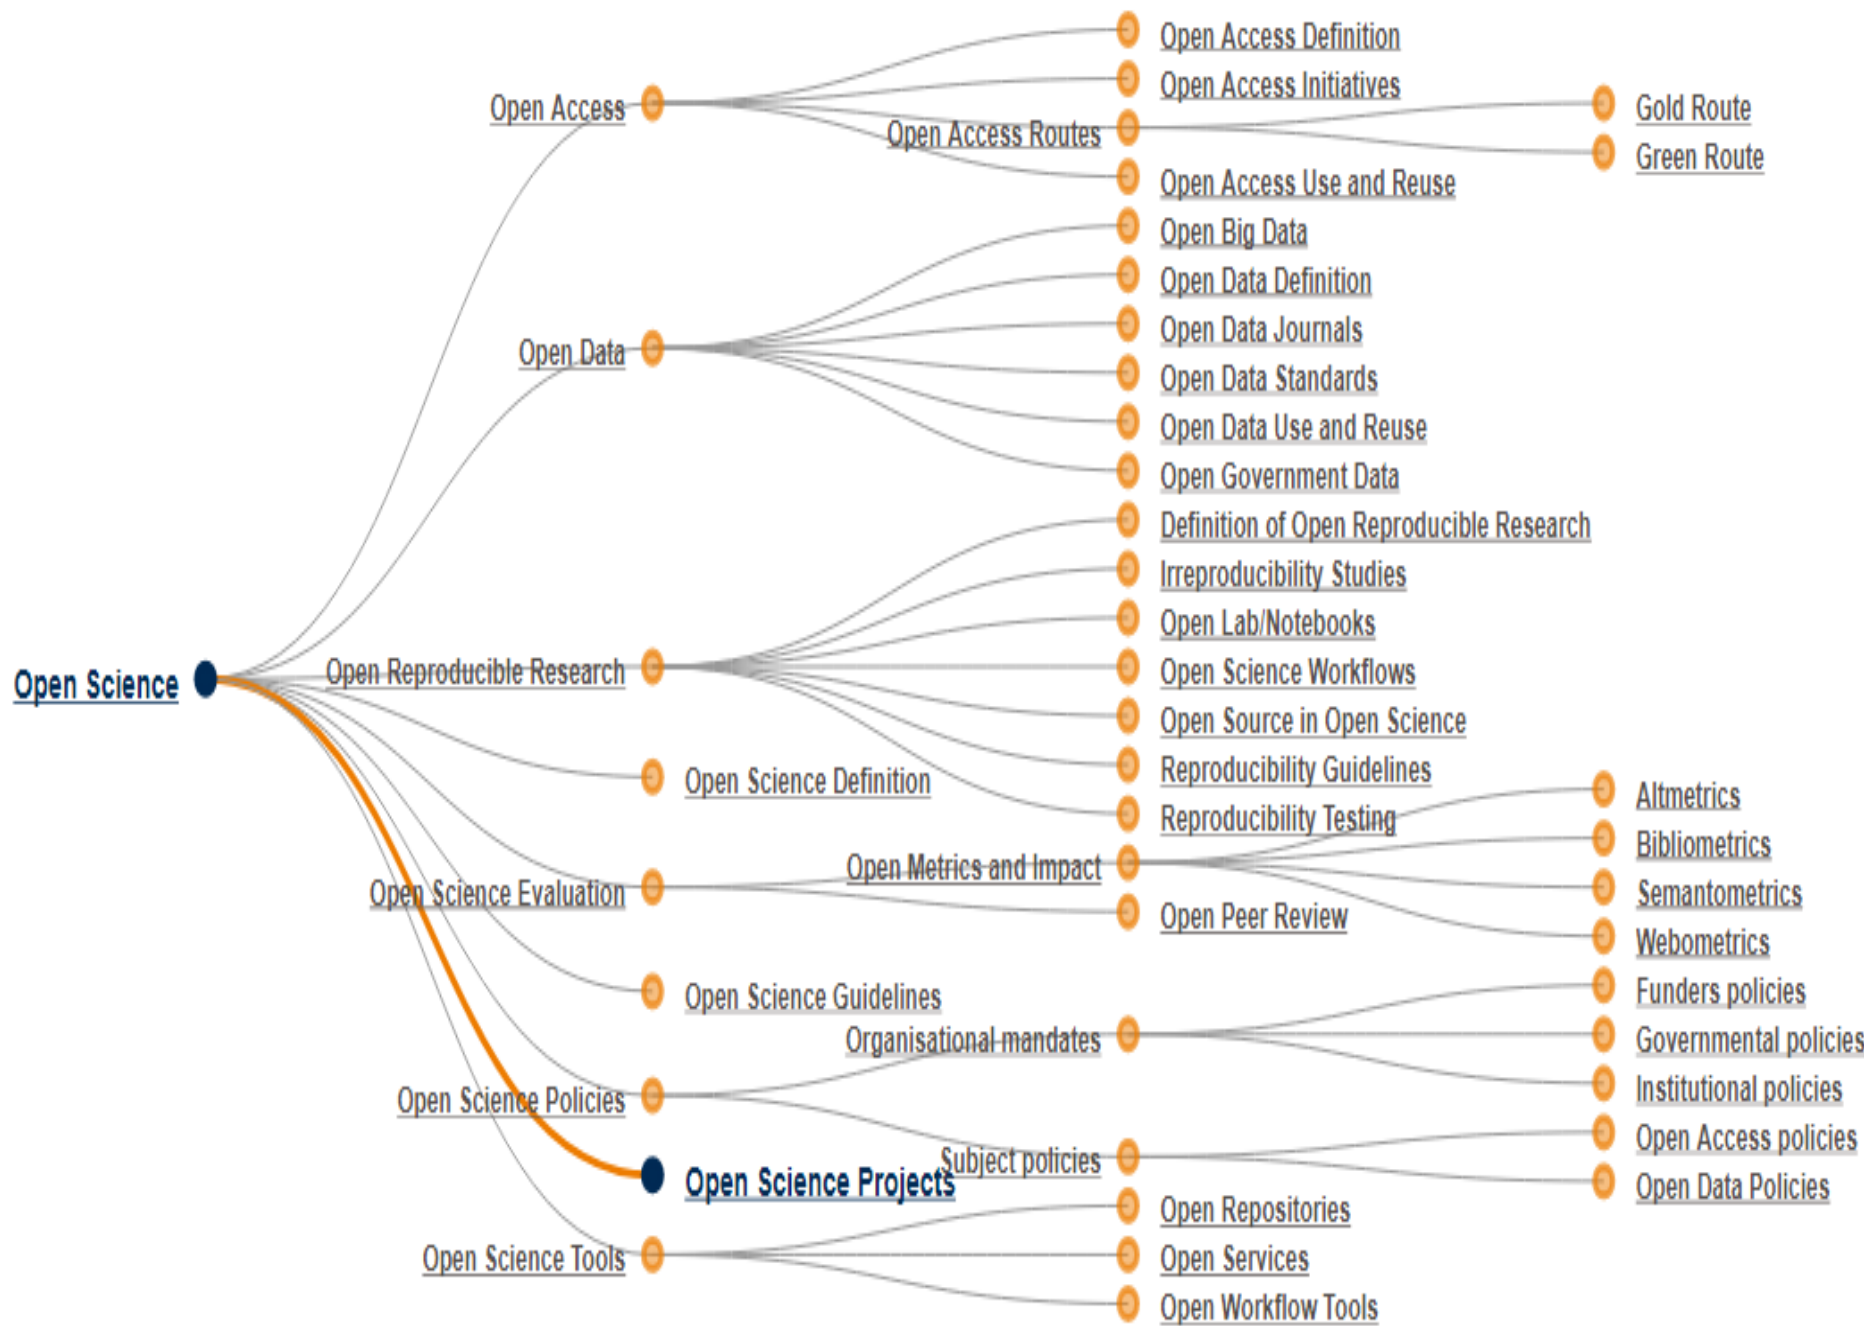 Open Science
Open Access
Open Access Definition
Open Access Initiatives
Open Access Routes
Gold Route
Green Route
Open Access Use and Reuse
Open Data
Open Big Data
Open Data Definition
Open Data Journals
Open Data Standards
Open Data Use and Reuse
Open Government Data
Open Reproducible Research
Definition of Open Reproducible Research
Irreproducibility Studies
Open Lab/Notebooks
Open Science Workflows
Open Source in Open Science
Reproducibility Guidelines
Reproducibility Testing
Open Science Definition
Open Science Evaluation
Open Metrics and Impact
Altmetrics
Bibliometrics
Semantometrics
Webometrics
Open Peer Review
Open Science Guidelines
Open Science Policies
Organisational mandates
Funders policies
Governmental policies
Institutional policies
Subject policies
Open Access policies
Open Data Policies
Open Science Projects
Open Science Tools
Open Repositories
Open Services
Open Workflow Tools